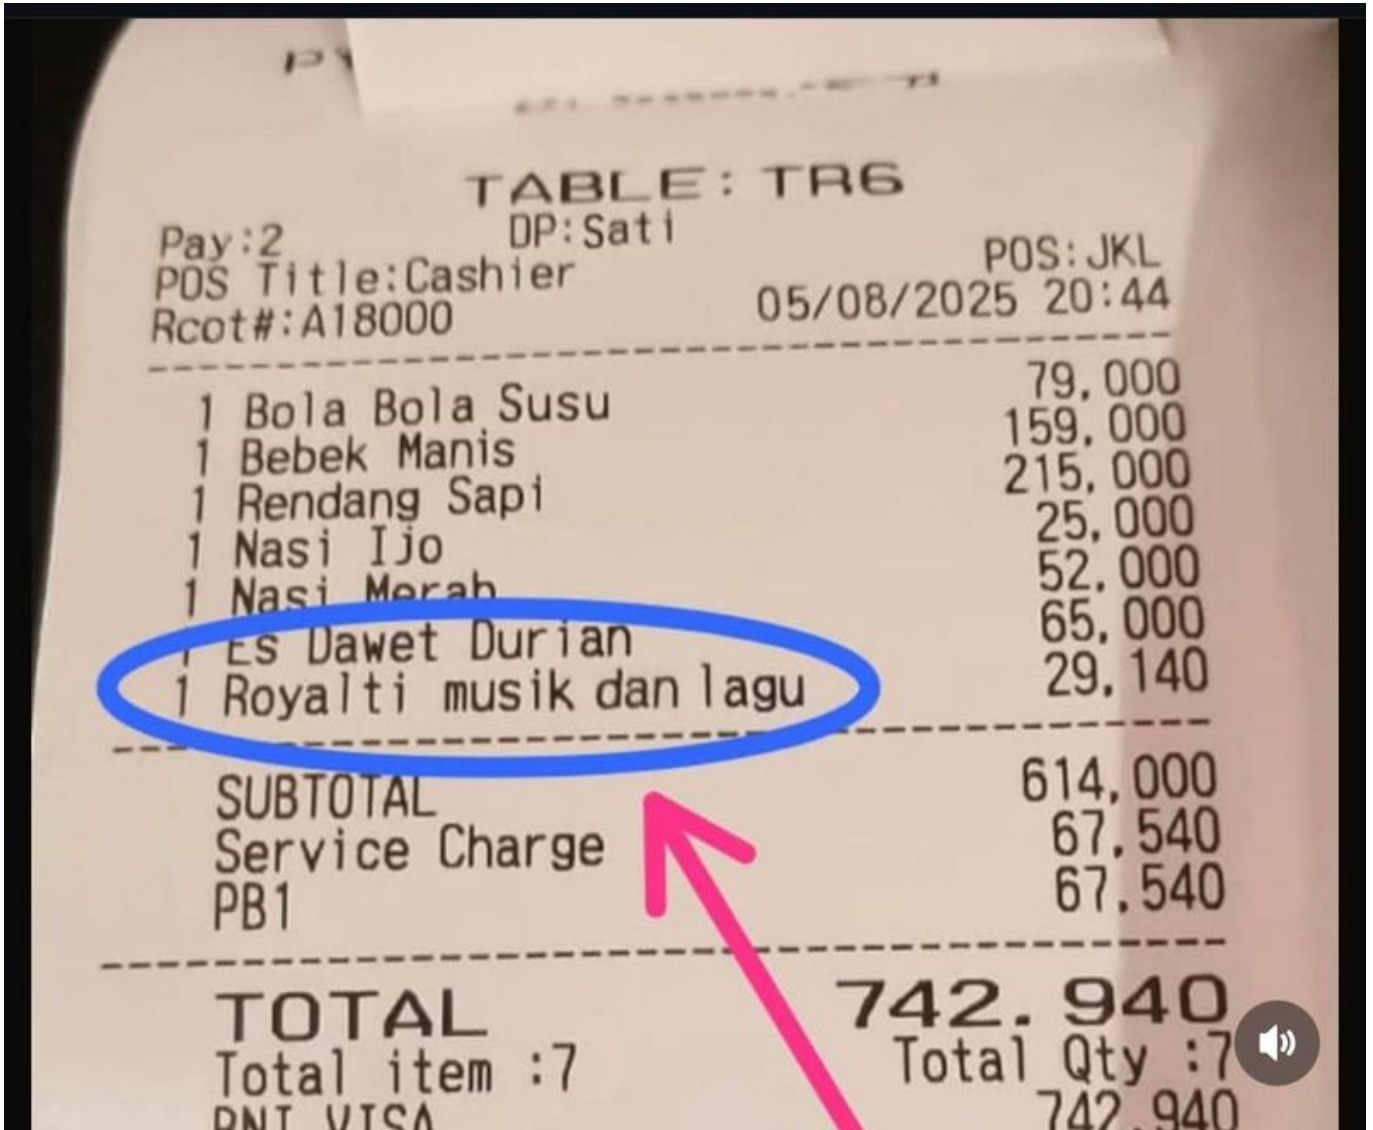 TABLE: TR6
Pay:2 DP:Sati
POS Title:Cashier POS:JKL
Rcot#:A18000 05/08/2025 20:44
1 Bola Bola Susu 79,000
1 Bebek Manis 159,000
1 Rendang Sapi 215,000
1 Nasi Ijo 25,000
1 Nasi Merah 52,000
1 Es Dawet Durian 65,000
1 Royalti musik dan lagu 29,140
SUBTOTAL 614,000
Service Charge 67,540
PB1 67,540
TOTAL 742.940
Total item :7 Total Qty :7
BNI VISA 742,940